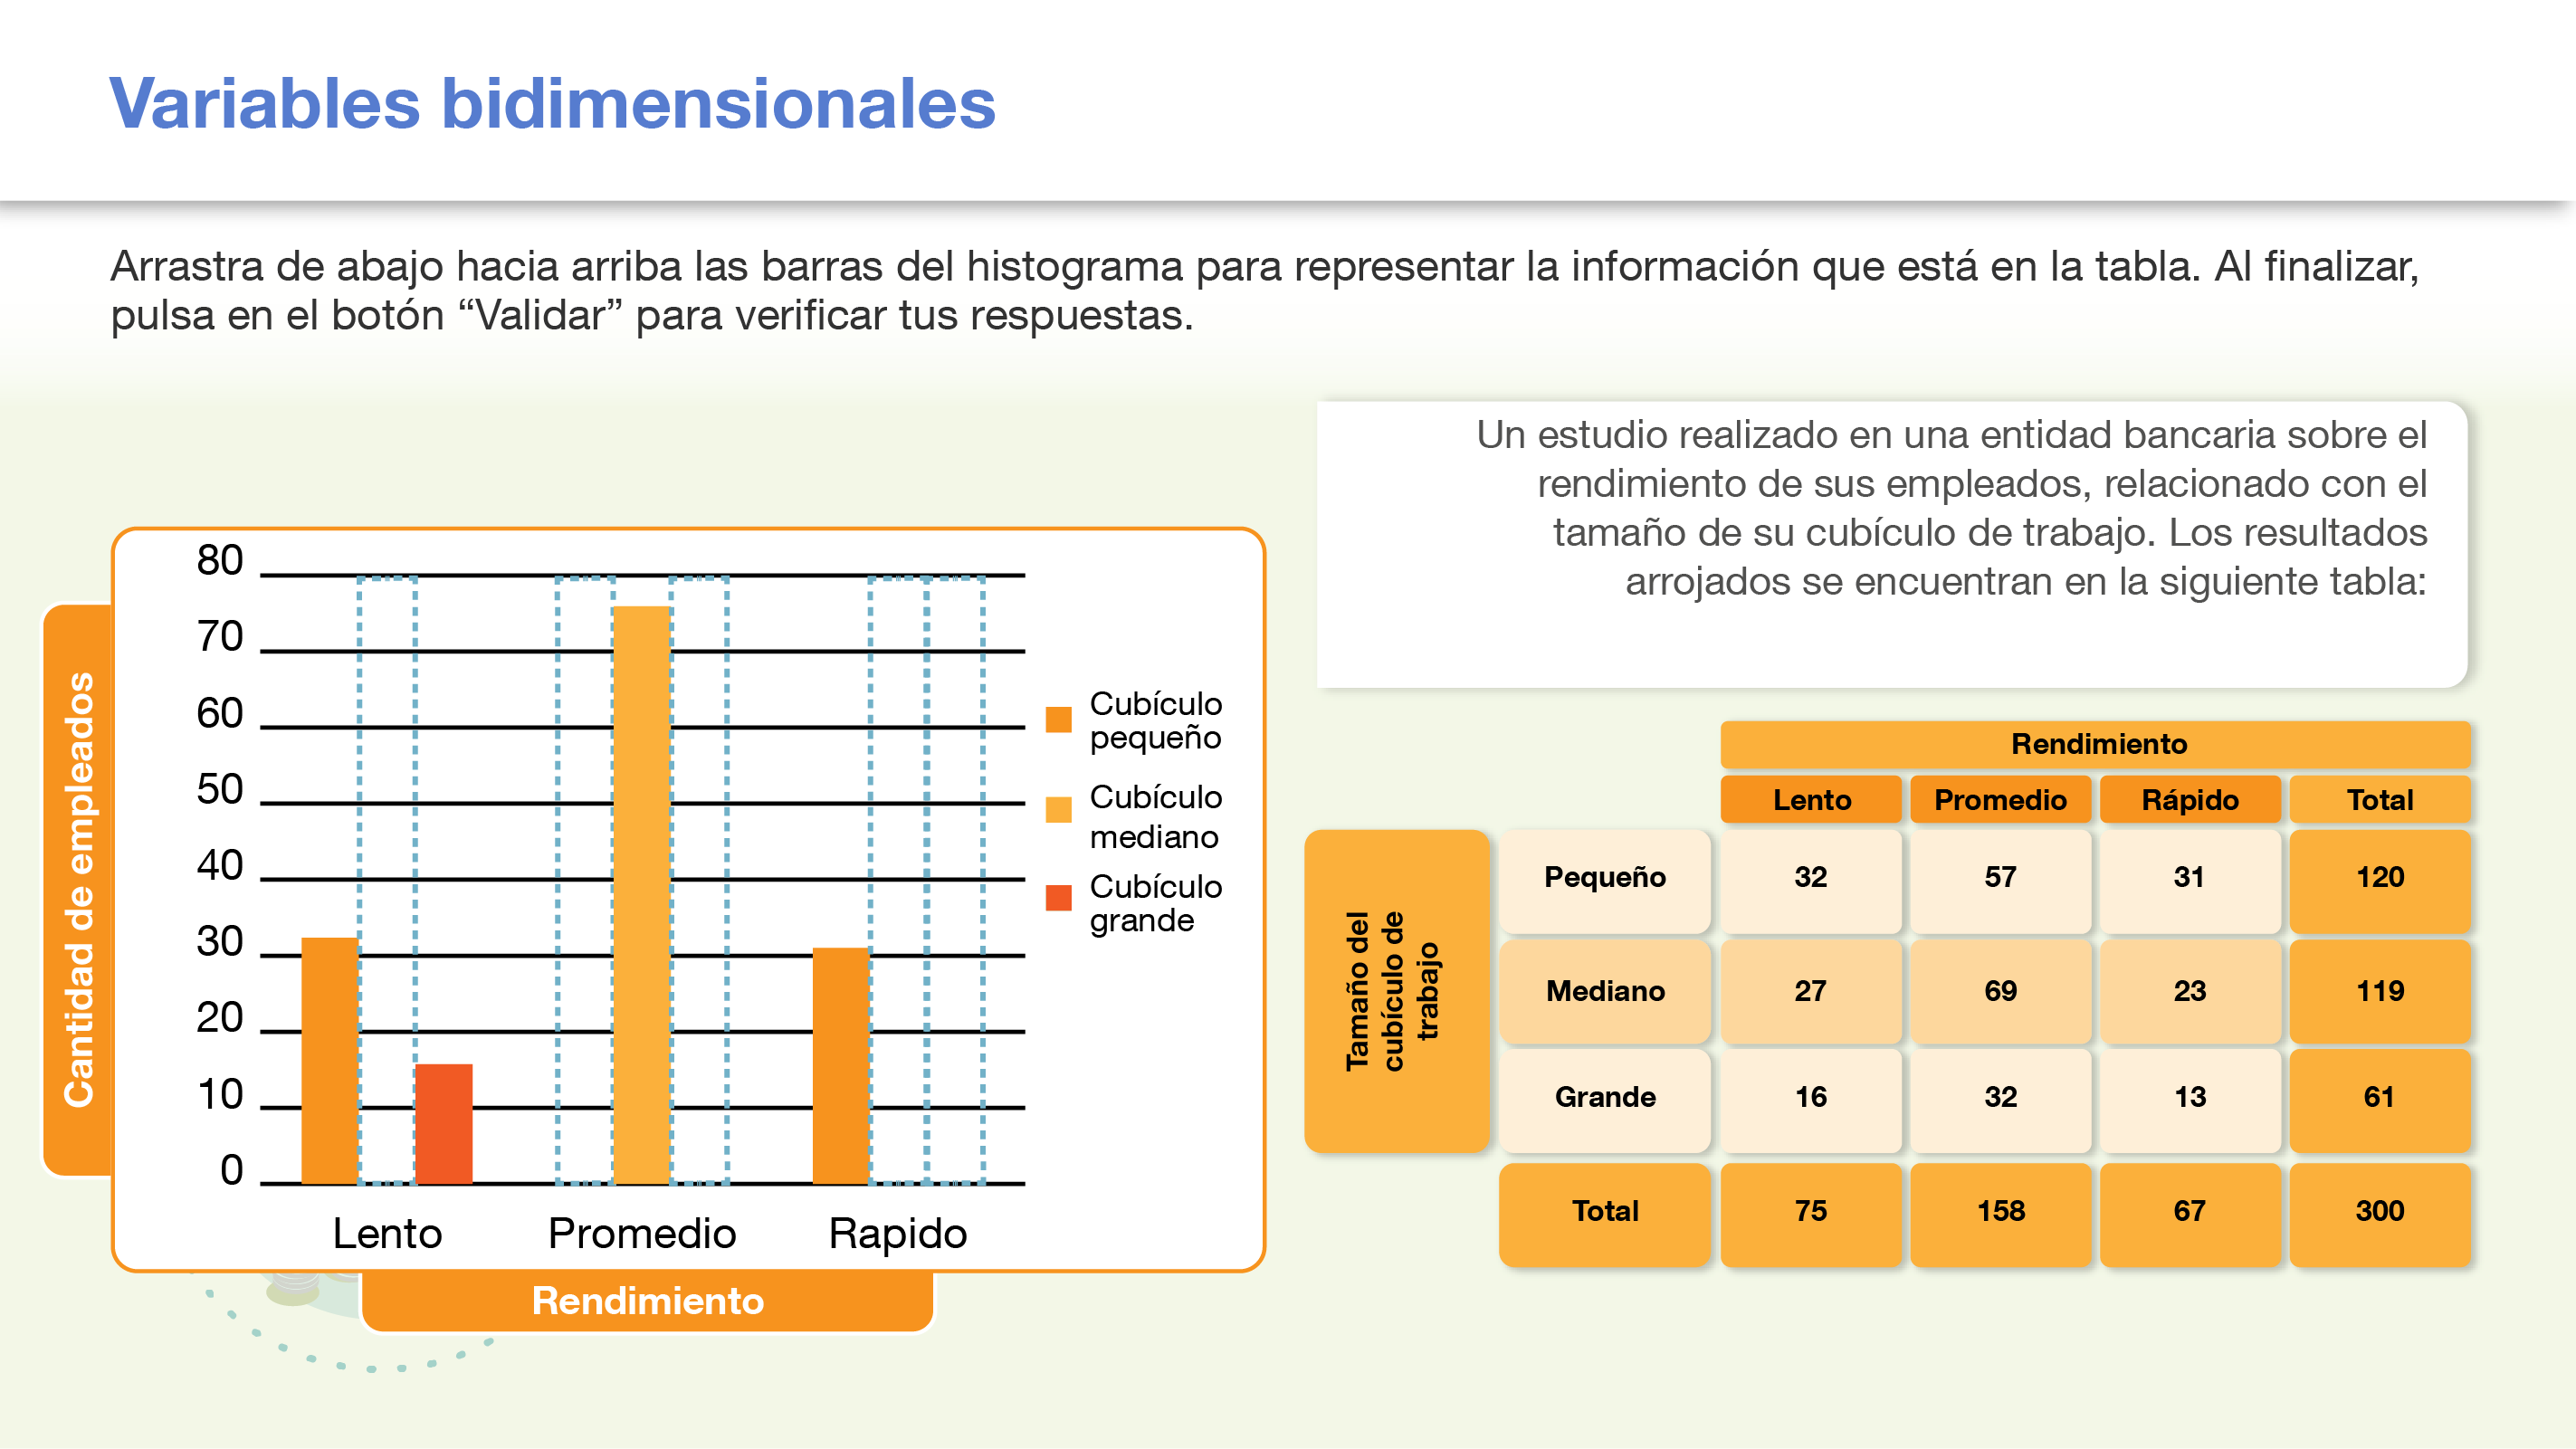 Variables bidimensionales
Arrastra de abajo hacia arriba las barras del histograma para representar la información que está en la tabla. Al finalizar,
pulsa en el botón “Validar” para verificar tus respuestas.
Un estudio realizado en una entidad bancaria sobre el
rendimiento de sus empleados, relacionado con el
tamaño de su cubículo de trabajo. Los resultados
arrojados se encuentran en la siguiente tabla:
Cantidad de empleados
80
70
60
50
40
30
20
10
0
Lento Promedio Rapido
Rendimiento
Cubículo
pequeño
Cubículo
mediano
Cubículo
grande
Rendimiento
Lento Promedio Rápido Total
Tamaño del
cubículo de
trabajo
Pequeño 32 57 31 120
Mediano 27 69 23 119
Grande 16 32 13 61
Total 75 158 67 300